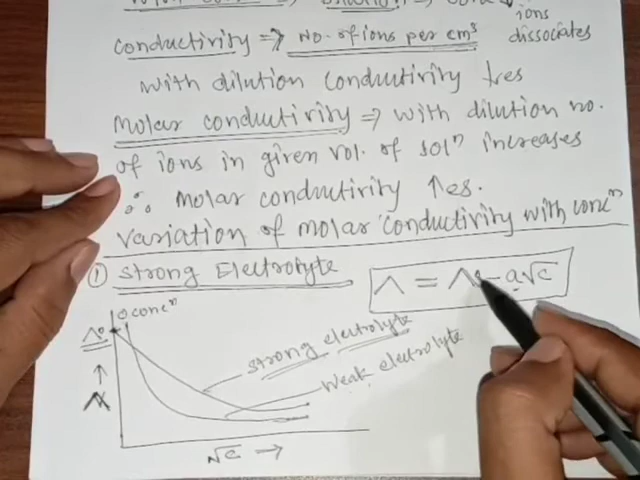 ions
conductivity ⇒ No. of ions per cm³ dissociates
with dilution conductivity ↓es
Molar conductivity ⇒ with dilution no.
of ions in given vol. of solⁿ increases
∴ molar conductivity ↑es.
variation of molar conductivity with concⁿ
① strong Electrolyte
Λ = Λ° - a√c
0 concⁿ
Λ°
strong electrolyte
weak electrolyte
↑
Λ
√c →